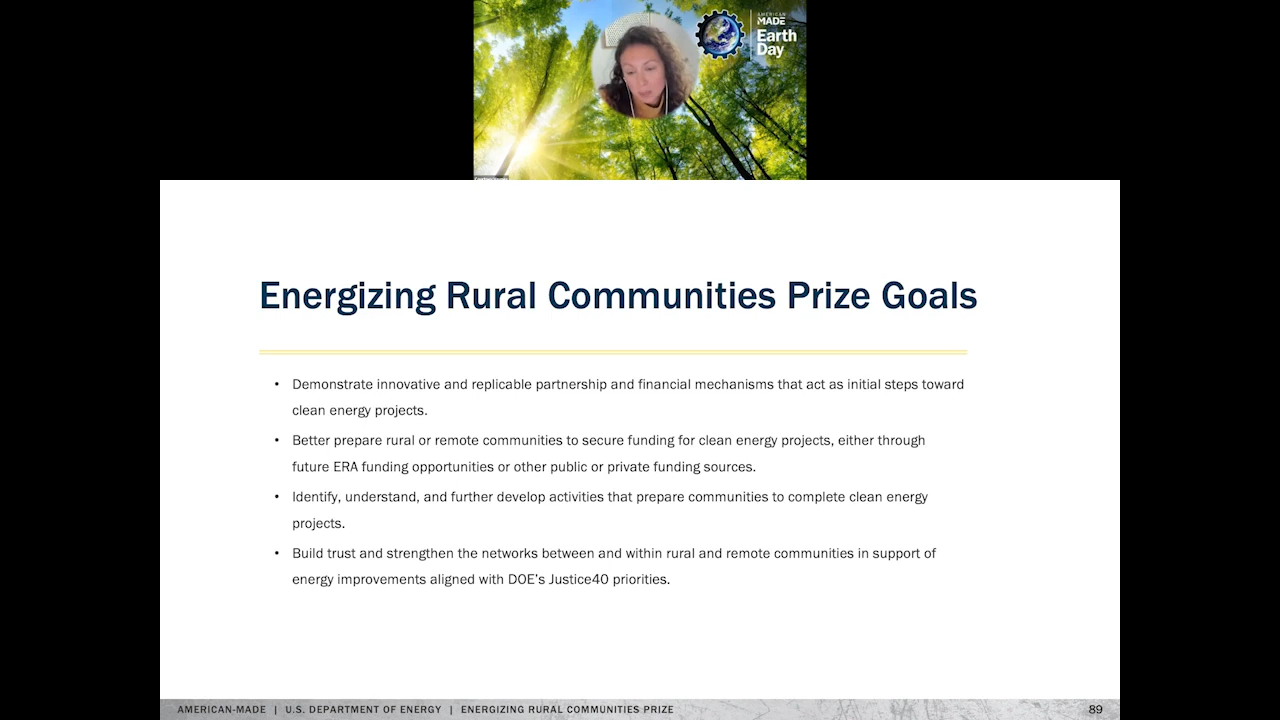 AMERICAN
MADE
Earth
Day
Energizing Rural Communities Prize Goals
• Demonstrate innovative and replicable partnership and financial mechanisms that act as initial steps toward
clean energy projects.
• Better prepare rural or remote communities to secure funding for clean energy projects, either through
future ERA funding opportunities or other public or private funding sources.
• Identify, understand, and further develop activities that prepare communities to complete clean energy
projects.
• Build trust and strengthen the networks between and within rural and remote communities in support of
energy improvements aligned with DOE's Justice40 priorities.
AMERICAN-MADE | U.S. DEPARTMENT OF ENERGY | ENERGIZING RURAL COMMUNITIES PRIZE 89